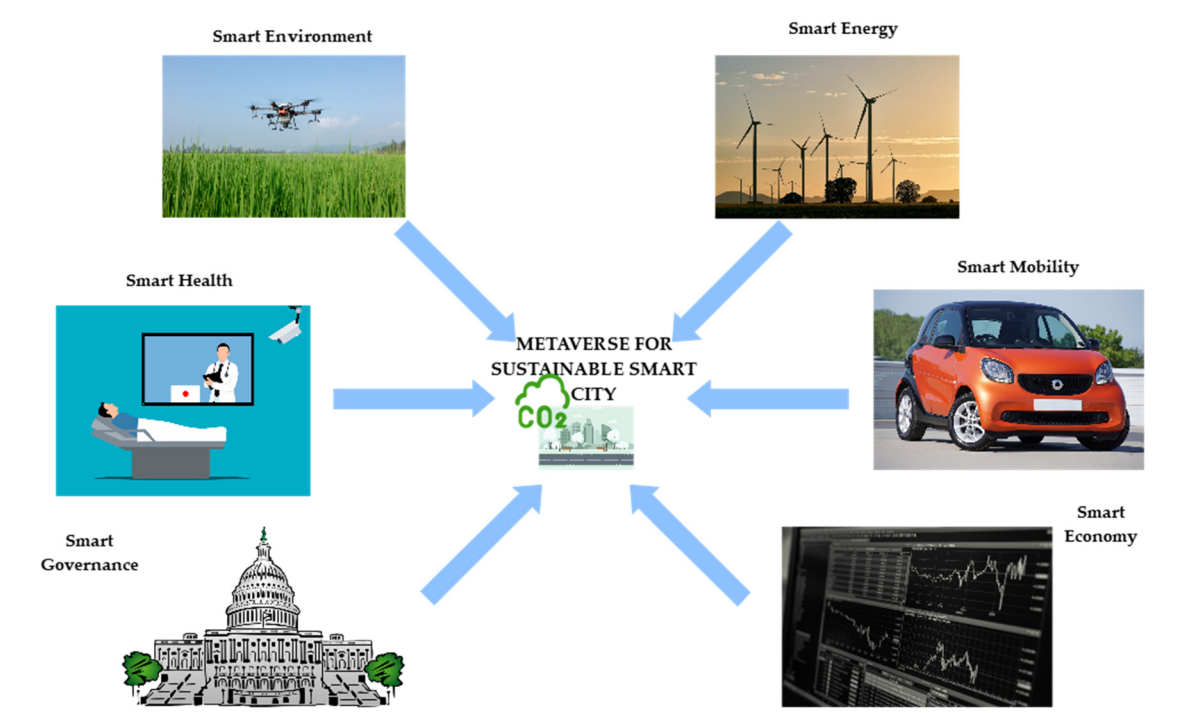 Smart Environment
Smart Energy
Smart Health
Smart Mobility
METAVERSE FOR
SUSTAINABLE SMART
CITY
CO2
Smart
Governance
Smart
Economy